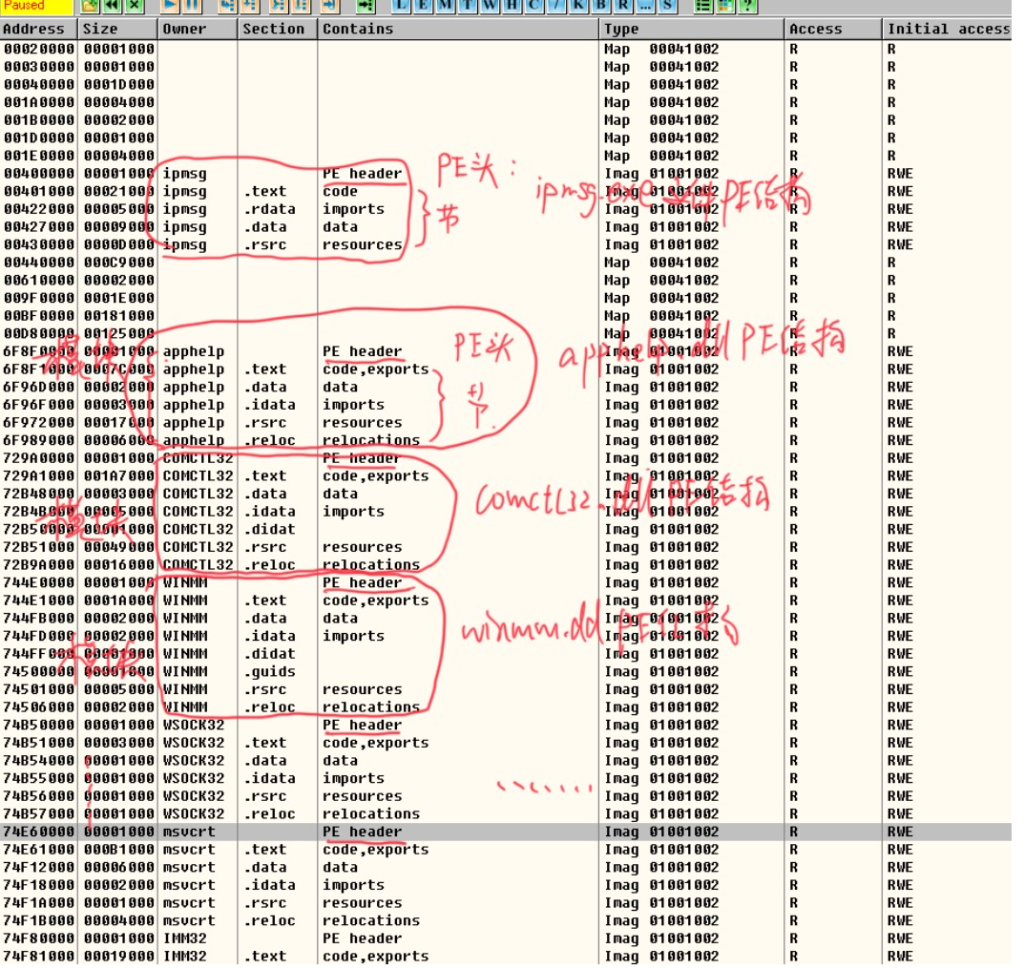 Paused L E M T W H C / K B R ... S ?
Address Size Owner Section Contains Type Access Initial access
00020000 00001000 Map 00041002 R R
00030000 00001000 Map 00041002 R R
00040000 0001D000 Map 00041002 R R
001A0000 00004000 Map 00041002 R R
001B0000 00002000 Map 00041002 R R
001D0000 00001000 Map 00041002 R R
001E0000 00004000 Map 00041002 R R
00400000 00001000 ipmsg PE header Imag 01001002 R RWE
PE头:
00401000 00021000 ipmsg .text code Imag 01001002 R RWE
ipmsg.exe PE结构
00422000 00005000 ipmsg .rdata imports Imag 01001002 R RWE
节
00427000 00009000 ipmsg .data data Imag 01001002 R RWE
00430000 0000D000 ipmsg .rsrc resources Imag 01001002 R RWE
00440000 000C9000 Map 00041002 R R
00610000 00002000 Map 00041002 R R
009F0000 0001E000 Map 00041002 R R
00BF0000 00181000 Map 00041002 R R
00D80000 00125000 Map 00041002 R R
6F8F0000 00001000 apphelp PE header Imag 01001002 R RWE
模块 PE头 apphelp.dll PE结构
6F8F1000 0007C000 apphelp .text code,exports Imag 01001002 R RWE
6F96D000 00002000 apphelp .data data Imag 01001002 R RWE
6F96F000 00003000 apphelp .idata imports Imag 01001002 R RWE
节
6F972000 00017000 apphelp .rsrc resources Imag 01001002 R RWE
6F989000 00006000 apphelp .reloc relocations Imag 01001002 R RWE
729A0000 00001000 COMCTL32 PE header Imag 01001002 R RWE
729A1000 001A7000 COMCTL32 .text code,exports Imag 01001002 R RWE
72B48000 00003000 COMCTL32 .data data Imag 01001002 R RWE
comctl32.dll PE结构
72B4B000 00005000 COMCTL32 .idata imports Imag 01001002 R RWE
模块
72B50000 00001000 COMCTL32 .didat Imag 01001002 R RWE
72B51000 00049000 COMCTL32 .rsrc resources Imag 01001002 R RWE
72B9A000 00016000 COMCTL32 .reloc relocations Imag 01001002 R RWE
744E0000 00001000 WINMM PE header Imag 01001002 R RWE
744E1000 0001A000 WINMM .text code,exports Imag 01001002 R RWE
744FB000 00002000 WINMM .data data Imag 01001002 R RWE
winmm.dll PE结构
744FD000 00002000 WINMM .idata imports Imag 01001002 R RWE
模块
744FF000 00001000 WINMM .didat Imag 01001002 R RWE
74500000 00001000 WINMM .guids Imag 01001002 R RWE
74501000 00005000 WINMM .rsrc resources Imag 01001002 R RWE
74506000 00002000 WINMM .reloc relocations Imag 01001002 R RWE
74B50000 00001000 WSOCK32 PE header Imag 01001002 R RWE
74B51000 00003000 WSOCK32 .text code,exports Imag 01001002 R RWE
74B54000 00001000 WSOCK32 .data data Imag 01001002 R RWE
74B55000 00001000 WSOCK32 .idata imports Imag 01001002 R RWE
74B56000 00001000 WSOCK32 .rsrc resources Imag 01001002 R RWE
74B57000 00001000 WSOCK32 .reloc relocations Imag 01001002 R RWE
74E60000 00001000 msvcrt PE header Imag 01001002 R RWE
74E61000 000B1000 msvcrt .text code,exports Imag 01001002 R RWE
74F12000 00006000 msvcrt .data data Imag 01001002 R RWE
74F18000 00002000 msvcrt .idata imports Imag 01001002 R RWE
74F1A000 00001000 msvcrt .rsrc resources Imag 01001002 R RWE
74F1B000 00004000 msvcrt .reloc relocations Imag 01001002 R RWE
74F80000 00001000 IMM32 PE header Imag 01001002 R RWE
74F81000 00019000 IMM32 .text code,exports Imag 01001002 R RWE